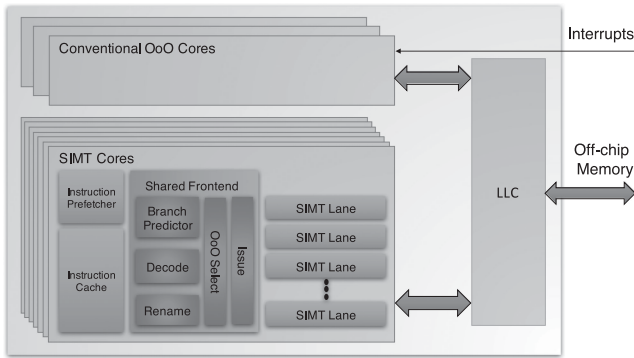 Conventional OoO Cores
Interrupts
SIMT Cores
Instruction
Prefetcher
Instruction
Cache
Shared Frontend
Branch
Predictor
Decode
Rename
OoO Select
Issue
SIMT Lane
SIMT Lane
SIMT Lane
SIMT Lane
LLC
Off-chip
Memory